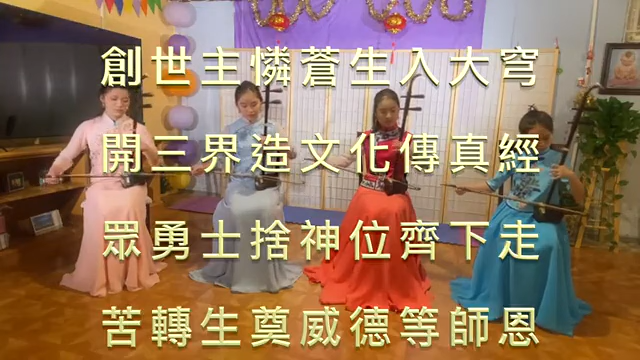 創世主憐蒼生入大穹
開三界造文化傳真經
眾勇士捨神位齊下走
苦轉生奠威德等師恩